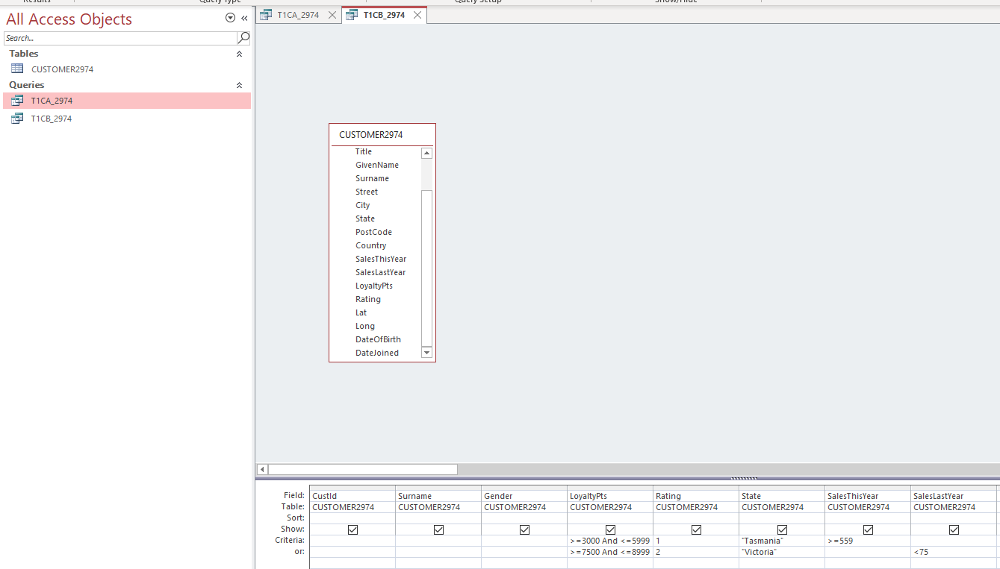 Results Query Type Query Setup Show/Hide
All Access Objects «
Search...
Tables
CUSTOMER2974
Queries
T1CA_2974
T1CB_2974
T1CA_2974 T1CB_2974
CUSTOMER2974
Title
GivenName
Surname
Street
City
State
PostCode
Country
SalesThisYear
SalesLastYear
LoyaltyPts
Rating
Lat
Long
DateOfBirth
DateJoined
Field: CustId Surname Gender LoyaltyPts Rating State SalesThisYear SalesLastYear
Table: CUSTOMER2974 CUSTOMER2974 CUSTOMER2974 CUSTOMER2974 CUSTOMER2974 CUSTOMER2974 CUSTOMER2974 CUSTOMER2974
Sort:
Show:
Criteria: >=3000 And <=5999 1 "Tasmania" >=559
or: >=7500 And <=8999 2 "Victoria" <75